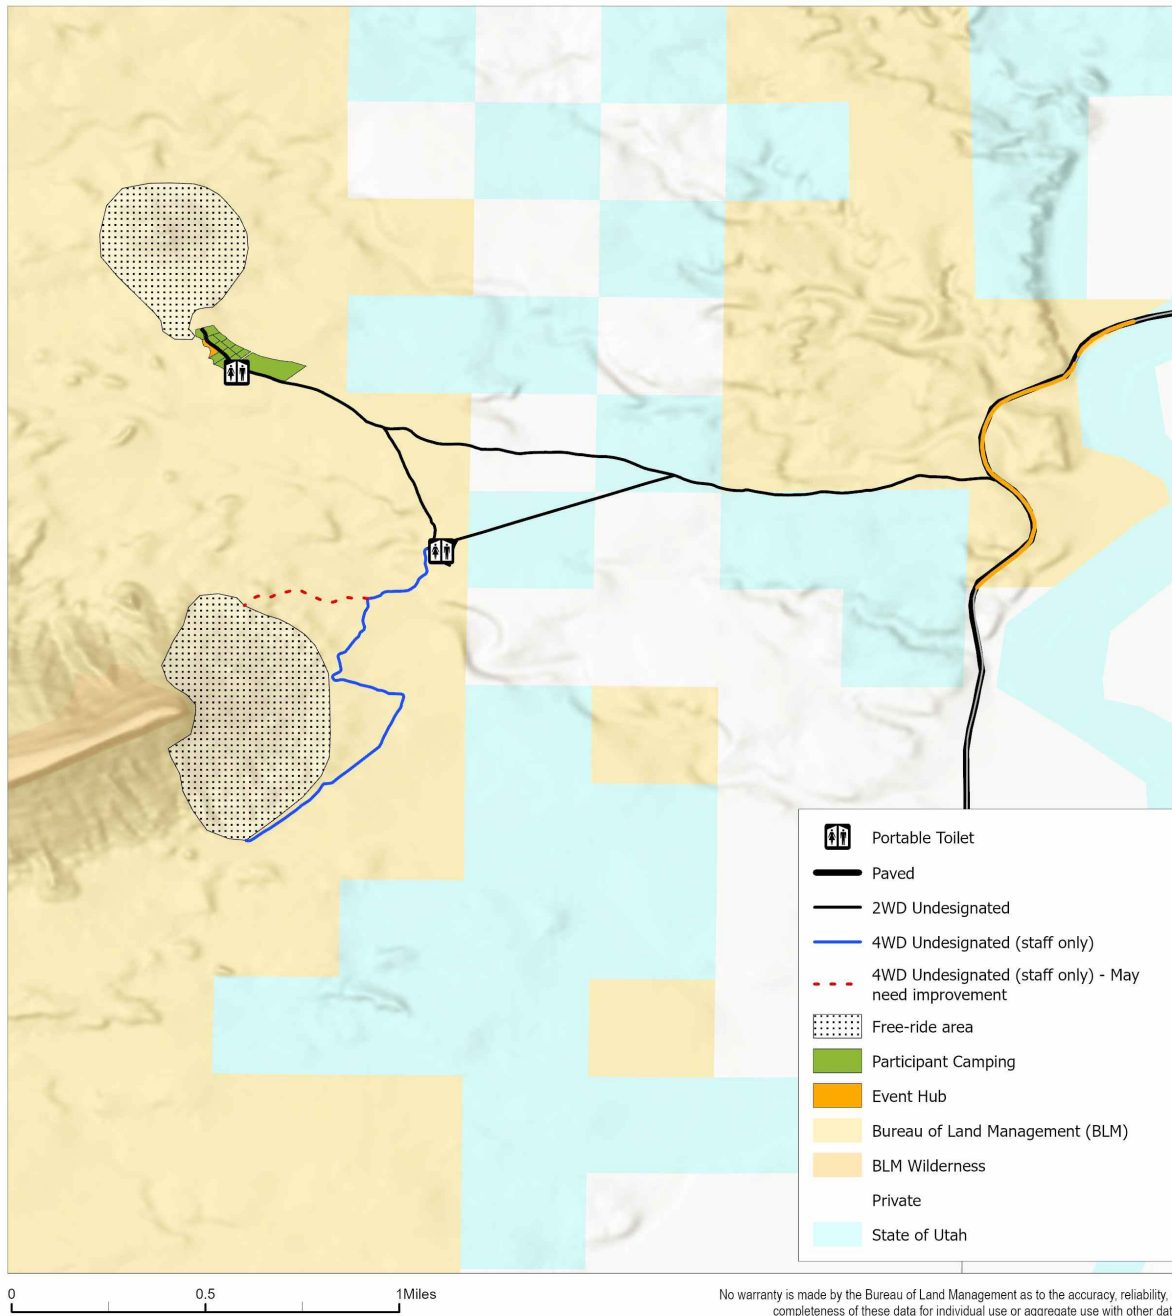 Portable Toilet
Paved
2WD Undesignated
4WD Undesignated (staff only)
4WD Undesignated (staff only) - May
need improvement
Free-ride area
Participant Camping
Event Hub
Bureau of Land Management (BLM)
BLM Wilderness
Private
State of Utah
0 0.5 1Miles
No warranty is made by the Bureau of Land Management as to the accuracy, reliability,
completeness of these data for individual use or aggregate use with other dat